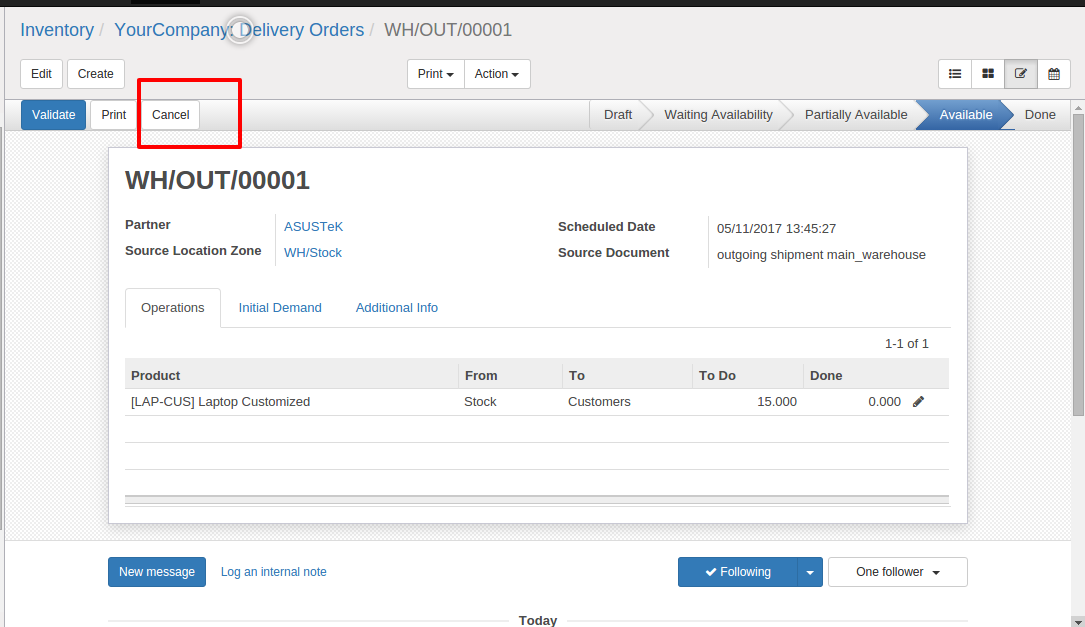 Inventory / YourCompany: Delivery Orders / WH/OUT/00001
Edit Create Print Action
Validate Print Cancel Draft Waiting Availability Partially Available Available Done
WH/OUT/00001
Partner ASUSTeK Scheduled Date 05/11/2017 13:45:27
Source Location Zone WH/Stock Source Document outgoing shipment main_warehouse
Operations Initial Demand Additional Info
1-1 of 1
Product From To To Do Done
[LAP-CUS] Laptop Customized Stock Customers 15.000 0.000
New message Log an internal note Following One follower
Today